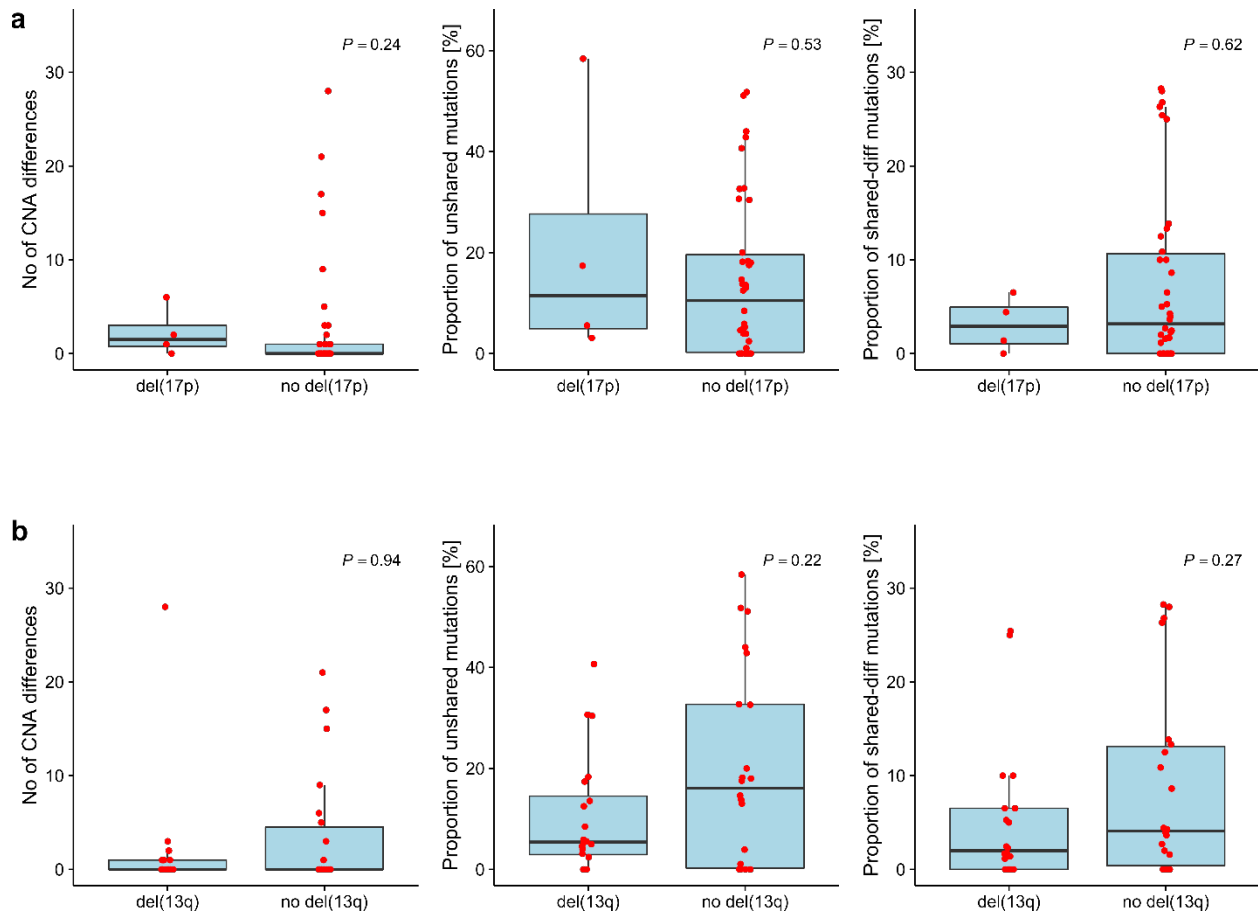 a
No of CNA differences
30
20
10
0
P = 0.24
del(17p)
no del(17p)
Proportion of unshared mutations [%]
60
40
20
0
P = 0.53
del(17p)
no del(17p)
Proportion of shared-diff mutations [%]
30
20
10
0
P = 0.62
del(17p)
no del(17p)
b
No of CNA differences
30
20
10
0
P = 0.94
del(13q)
no del(13q)
Proportion of unshared mutations [%]
60
40
20
0
P = 0.22
del(13q)
no del(13q)
Proportion of shared-diff mutations [%]
30
20
10
0
P = 0.27
del(13q)
no del(13q)